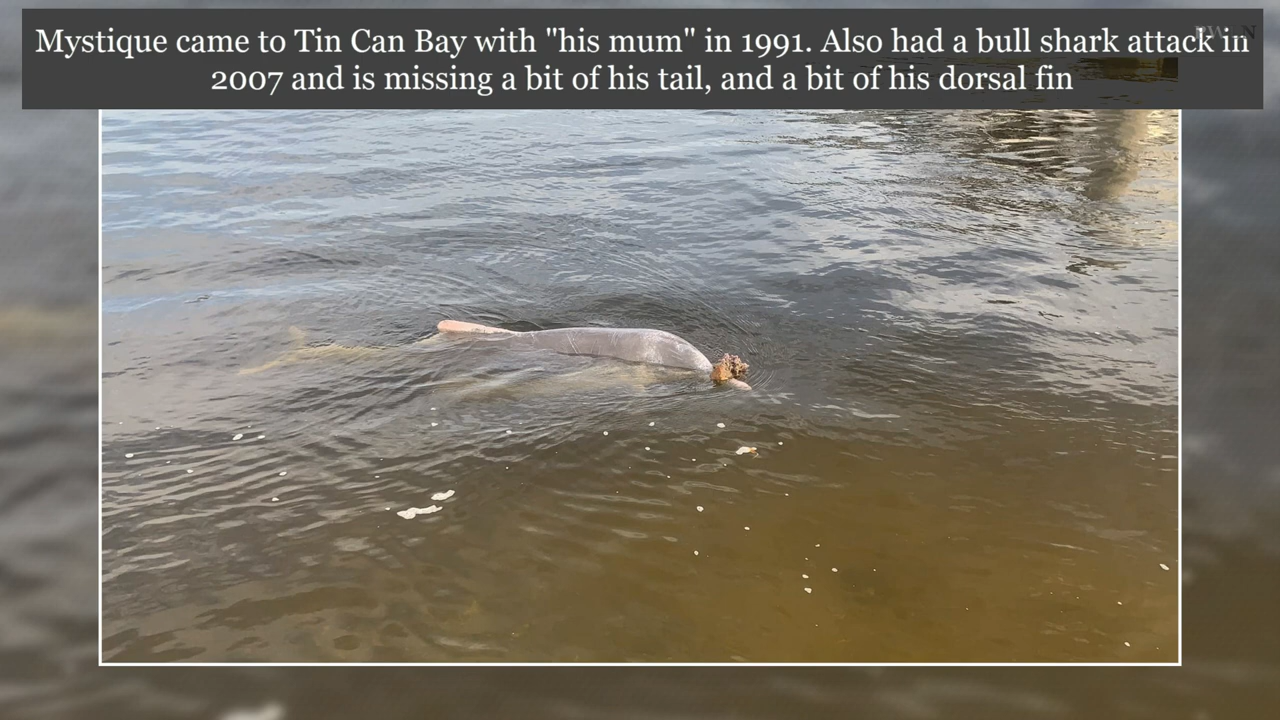 Mystique came to Tin Can Bay with "his mum" in 1991. Also had a bull shark attack in
2007 and is missing a bit of his tail, and a bit of his dorsal fin